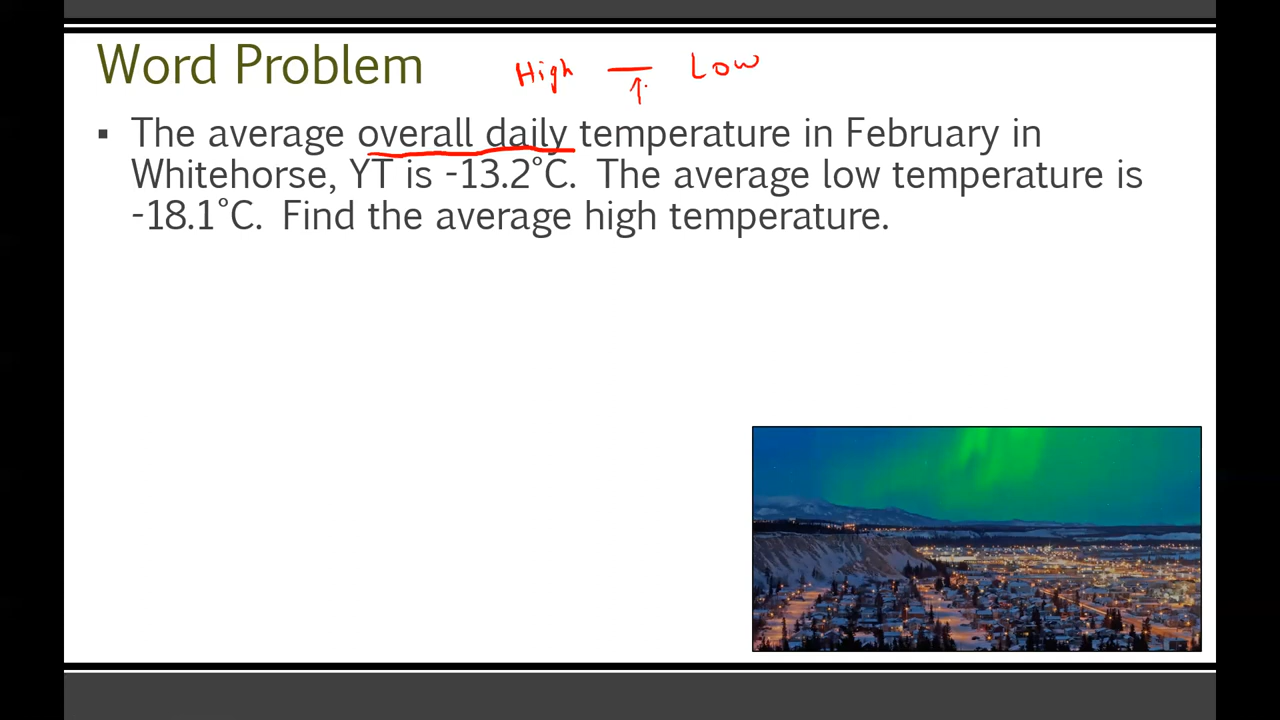 Word Problem
High — Low
↑
▪ The average overall daily temperature in February in
Whitehorse, YT is -13.2°C. The average low temperature is
-18.1°C. Find the average high temperature.